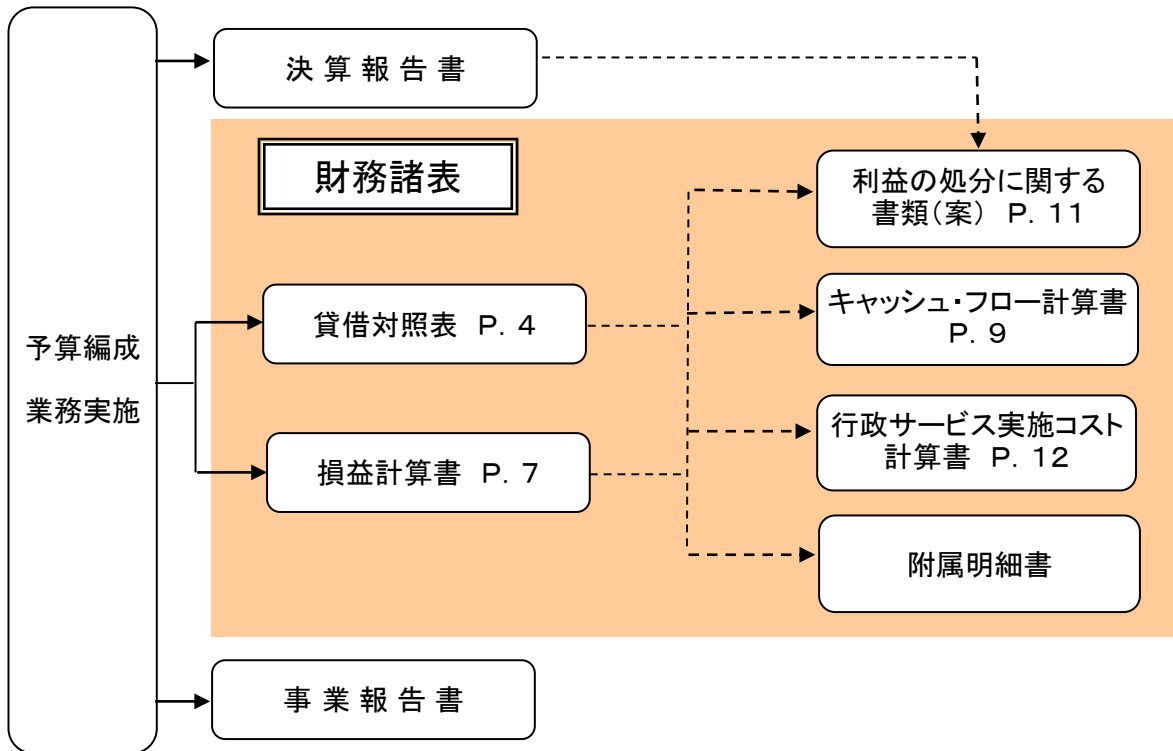 予算編成
業務実施
決算報告書
財務諸表
貸借対照表 P. 4
損益計算書 P. 7
利益の処分に関する
書類(案) P. 11
キャッシュ・フロー計算書
P. 9
行政サービス実施コスト
計算書 P. 12
附属明細書
事業報告書